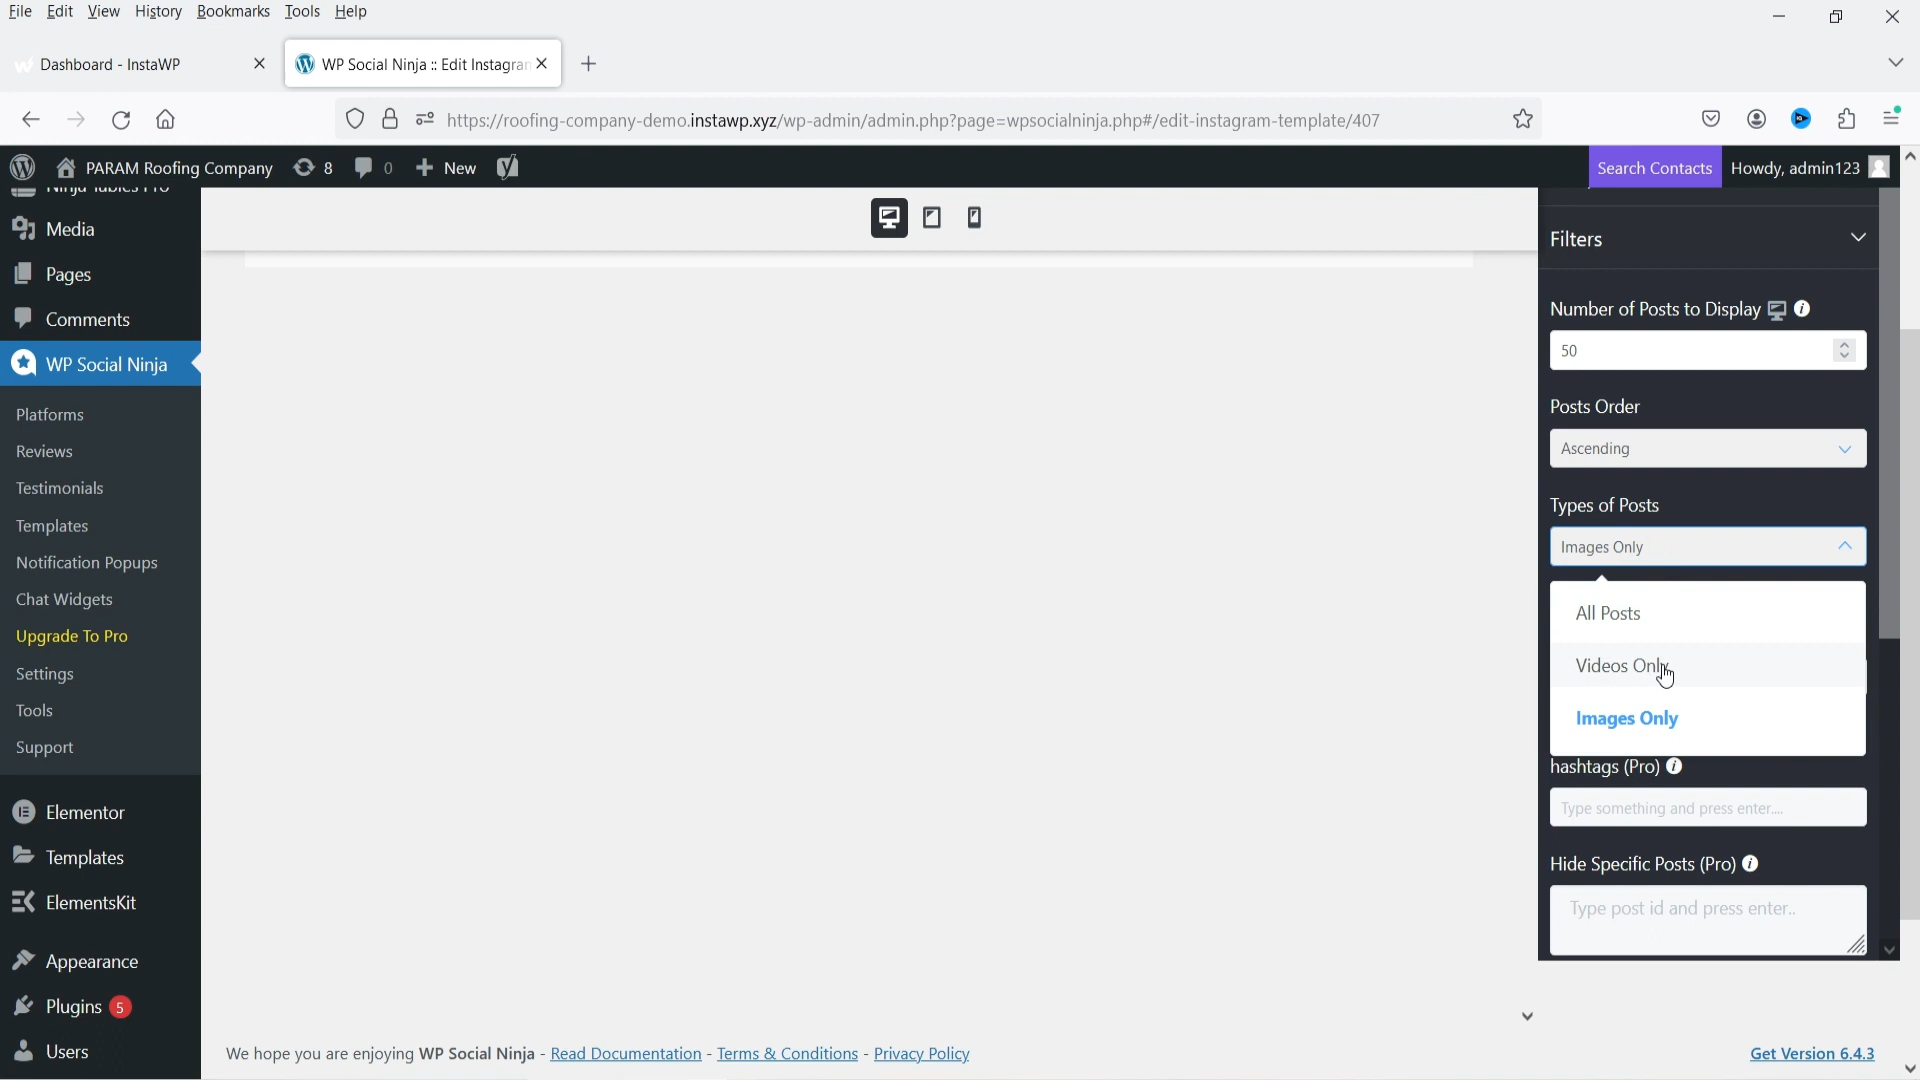 File Edit View History Bookmarks Tools Help
Dashboard - InstaWP
WP Social Ninja :: Edit Instagran
https://roofing-company-demo.instawp.xyz/wp-admin/admin.php?page=wpsocialninja.php#/edit-instagram-template/407
PARAM Roofing Company 8 0 New
Search Contacts Howdy, admin123
Ninja Tables Pro
Media
Pages
Comments
WP Social Ninja
Platforms
Reviews
Testimonials
Templates
Notification Popups
Chat Widgets
Upgrade To Pro
Settings
Tools
Support
Elementor
Templates
ElementsKit
Appearance
Plugins 5
Users
Filters
Number of Posts to Display
50
Posts Order
Ascending
Types of Posts
Images Only
All Posts
Videos Only
Images Only
hashtags (Pro)
Type something and press enter....
Hide Specific Posts (Pro)
Type post id and press enter..
We hope you are enjoying WP Social Ninja - Read Documentation - Terms & Conditions - Privacy Policy
Get Version 6.4.3